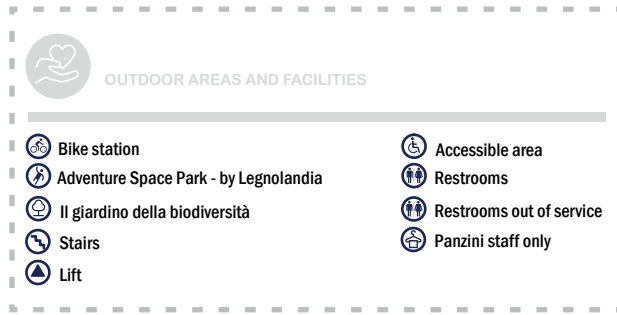 OUTDOOR AREAS AND FACILITIES
Bike station
Adventure Space Park - by Legnolandia
Il giardino della biodiversità
Stairs
Lift
Accessible area
Restrooms
Restrooms out of service
Panzini staff only